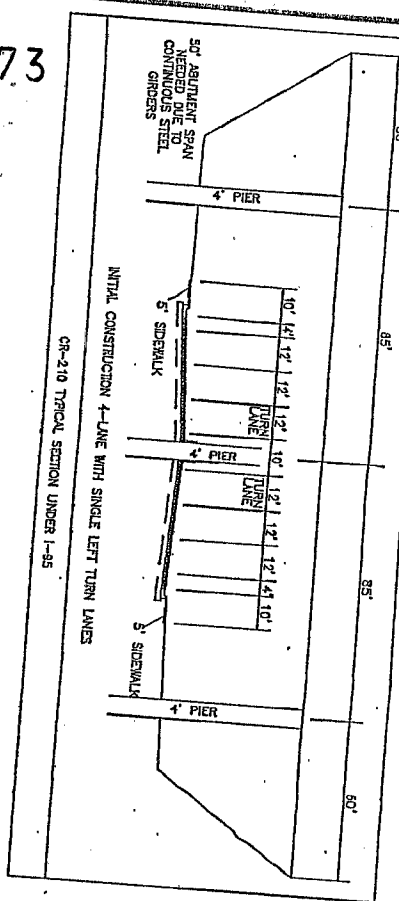 73
85'
85'
50'
50' ABUTMENT SPAN
NEEDED DUE TO
CONTINUOUS STEEL
GIRDERS
4' PIER
4' PIER
4' PIER
10' 4' 12' 12' 12' 10' 12' 12' 12' 4' 10'
TURN
LANE
TURN
LANE
5' SIDEWALK
5' SIDEWALK
INITIAL CONSTRUCTION 4-LANE WITH SINGLE LEFT TURN LANES
CR-210 TYPICAL SECTION UNDER I-95